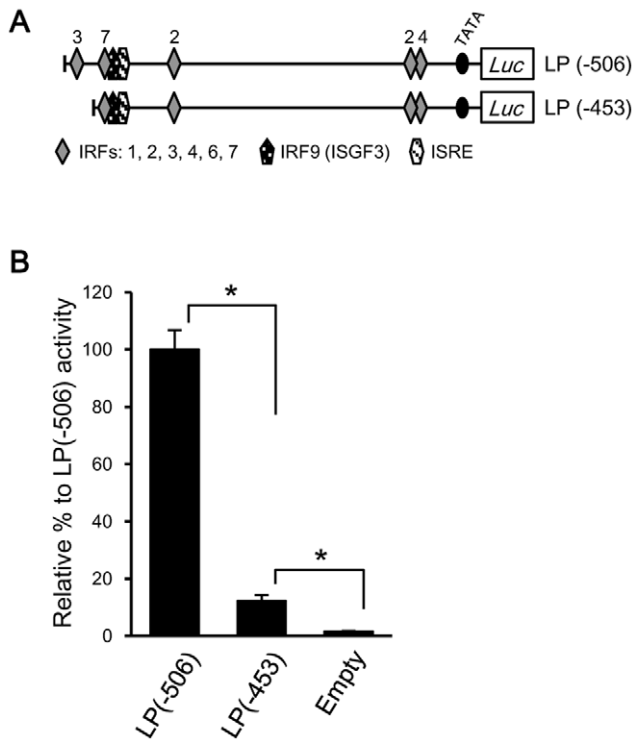 A
3 7 2 2 4 TATA
Luc LP (-506)
Luc LP (-453)
IRFs: 1, 2, 3, 4, 6, 7 IRF9 (ISGF3) ISRE
B
Relative % to LP(-506) activity
120
100
80
60
40
20
0
*
*
LP(-506)
LP(-453)
Empty